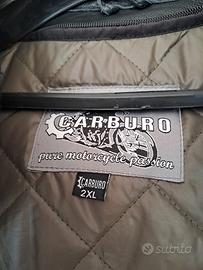 CARBURO
pure motorcycle passion
CARBURO
2XL
subito